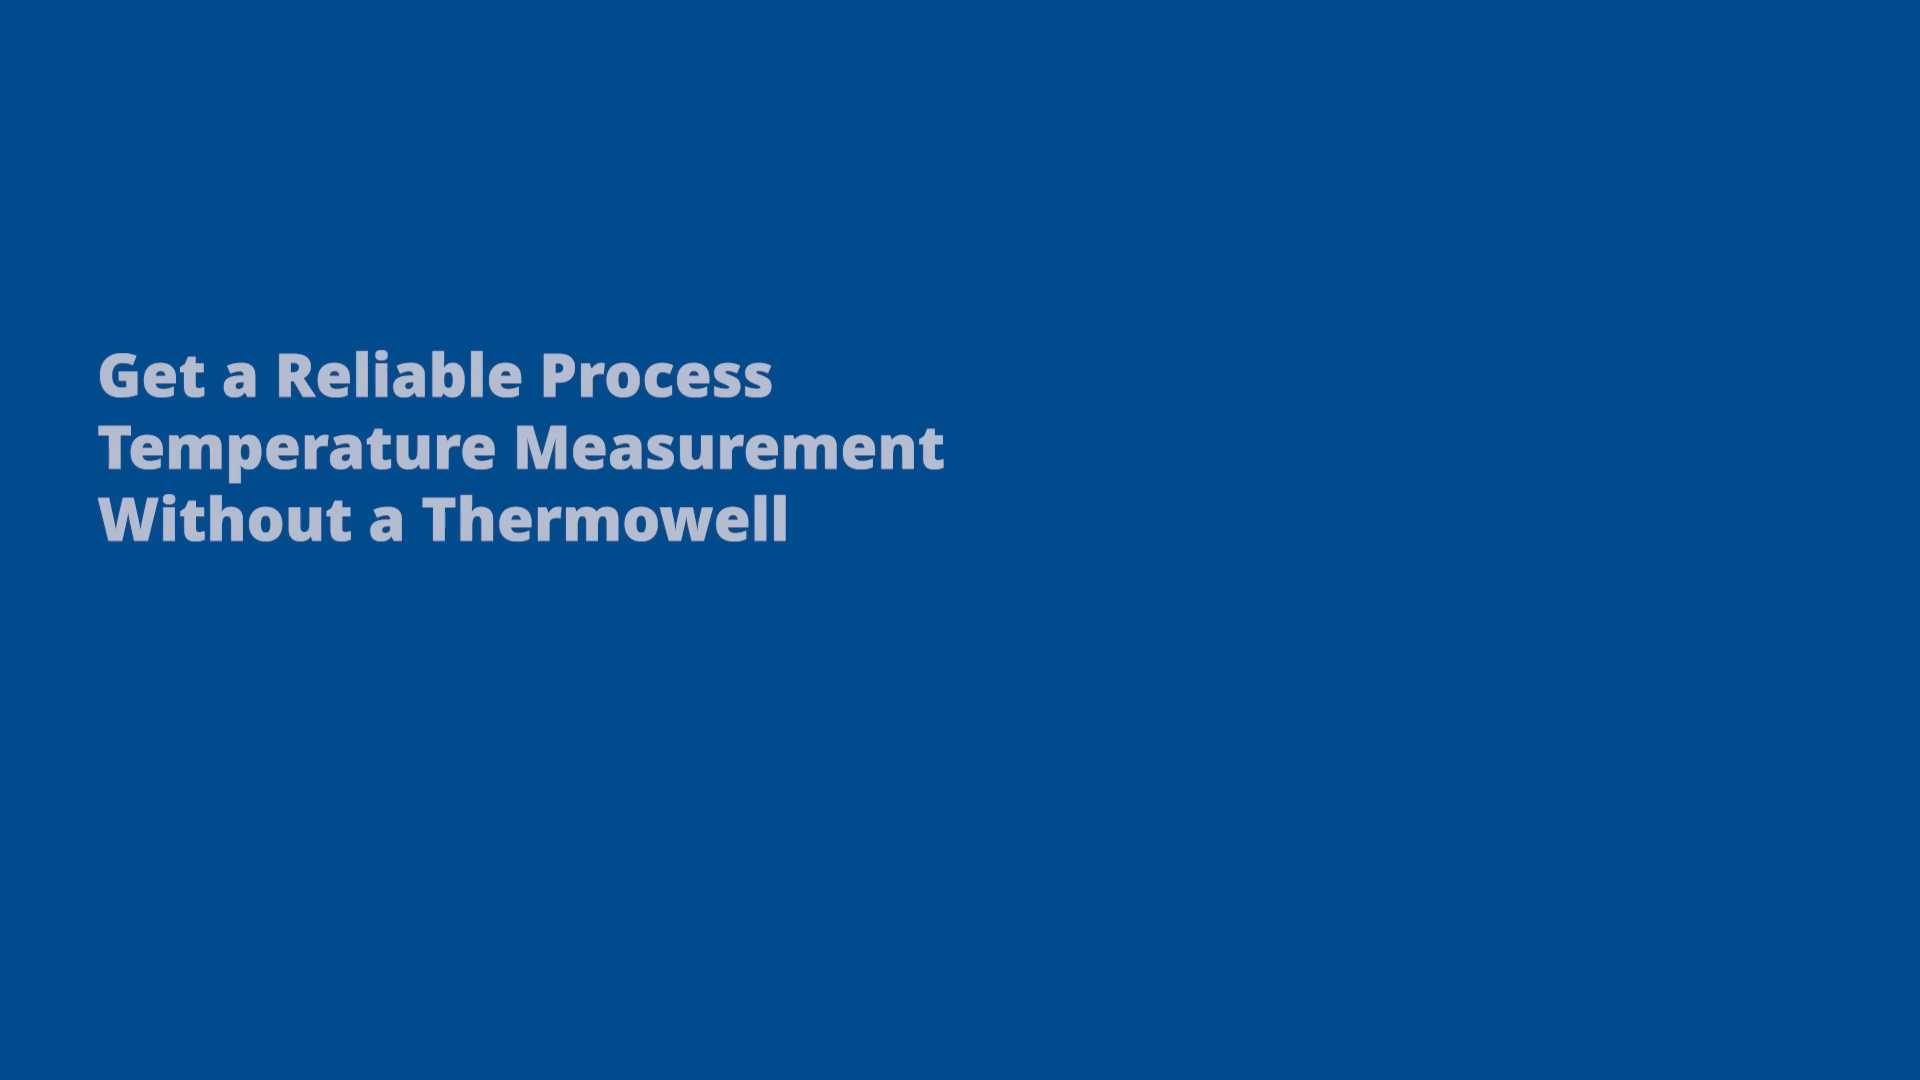 Get a Reliable Process
Temperature Measurement
Without a Thermowell